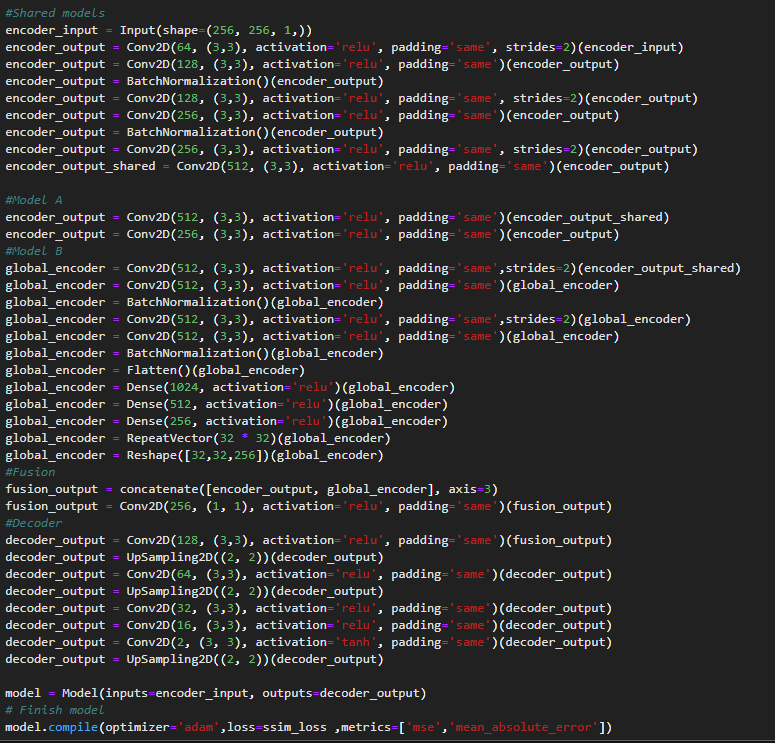 #Shared models
encoder_input = Input(shape=(256, 256, 1,))
encoder_output = Conv2D(64, (3,3), activation='relu', padding='same', strides=2)(encoder_input)
encoder_output = Conv2D(128, (3,3), activation='relu', padding='same')(encoder_output)
encoder_output = BatchNormalization()(encoder_output)
encoder_output = Conv2D(128, (3,3), activation='relu', padding='same', strides=2)(encoder_output)
encoder_output = Conv2D(256, (3,3), activation='relu', padding='same')(encoder_output)
encoder_output = BatchNormalization()(encoder_output)
encoder_output = Conv2D(256, (3,3), activation='relu', padding='same', strides=2)(encoder_output)
encoder_output_shared = Conv2D(512, (3,3), activation='relu', padding='same')(encoder_output)
#Model A
encoder_output = Conv2D(512, (3,3), activation='relu', padding='same')(encoder_output_shared)
encoder_output = Conv2D(256, (3,3), activation='relu', padding='same')(encoder_output)
#Model B
global_encoder = Conv2D(512, (3,3), activation='relu', padding='same',strides=2)(encoder_output_shared)
global_encoder = Conv2D(512, (3,3), activation='relu', padding='same')(global_encoder)
global_encoder = BatchNormalization()(global_encoder)
global_encoder = Conv2D(512, (3,3), activation='relu', padding='same',strides=2)(global_encoder)
global_encoder = Conv2D(512, (3,3), activation='relu', padding='same')(global_encoder)
global_encoder = BatchNormalization()(global_encoder)
global_encoder = Flatten()(global_encoder)
global_encoder = Dense(1024, activation='relu')(global_encoder)
global_encoder = Dense(512, activation='relu')(global_encoder)
global_encoder = Dense(256, activation='relu')(global_encoder)
global_encoder = RepeatVector(32 * 32)(global_encoder)
global_encoder = Reshape([32,32,256])(global_encoder)
#Fusion
fusion_output = concatenate([encoder_output, global_encoder], axis=3)
fusion_output = Conv2D(256, (1, 1), activation='relu', padding='same')(fusion_output)
#Decoder
decoder_output = Conv2D(128, (3,3), activation='relu', padding='same')(fusion_output)
decoder_output = UpSampling2D((2, 2))(decoder_output)
decoder_output = Conv2D(64, (3,3), activation='relu', padding='same')(decoder_output)
decoder_output = UpSampling2D((2, 2))(decoder_output)
decoder_output = Conv2D(32, (3,3), activation='relu', padding='same')(decoder_output)
decoder_output = Conv2D(16, (3,3), activation='relu', padding='same')(decoder_output)
decoder_output = Conv2D(2, (3, 3), activation='tanh', padding='same')(decoder_output)
decoder_output = UpSampling2D((2, 2))(decoder_output)
model = Model(inputs=encoder_input, outputs=decoder_output)
# Finish model
model.compile(optimizer='adam',loss=ssim_loss ,metrics=['mse','mean_absolute_error'])